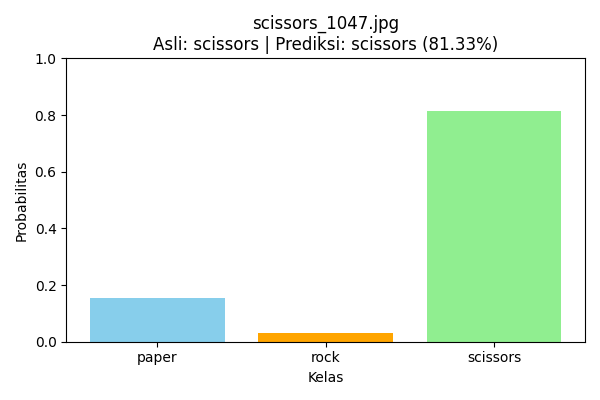 scissors_1047.jpg
Asli: scissors | Prediksi: scissors (81.33%)
1.0
0.8
0.6
0.4
0.2
0.0
Probabilitas
paper rock scissors
Kelas